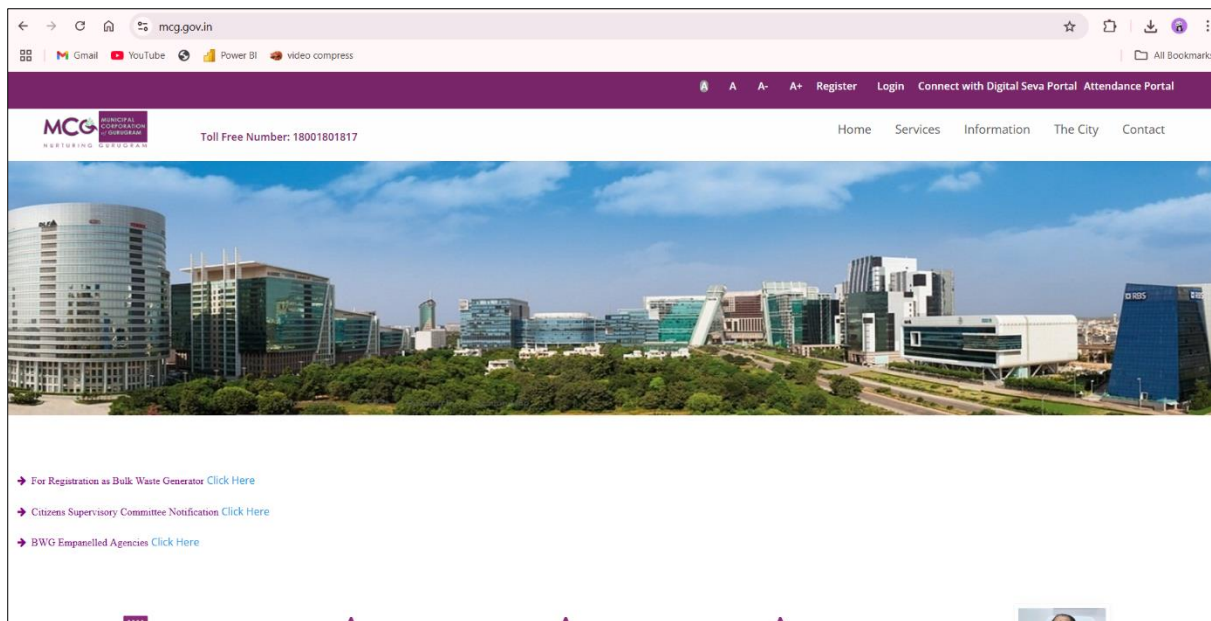 mcg.gov.in
Gmail YouTube Power BI video compress All Bookmarks
A A A- A+ Register Login Connect with Digital Seva Portal Attendance Portal
MCG MUNICIPAL CORPORATION of GURUGRAM
NURTURING GURUGRAM
Toll Free Number: 18001801817
Home Services Information The City Contact
DLF
RBS RBS
For Registration as Bulk Waste Generator Click Here
Citizens Supervisory Committee Notification Click Here
BWG Empanelled Agencies Click Here